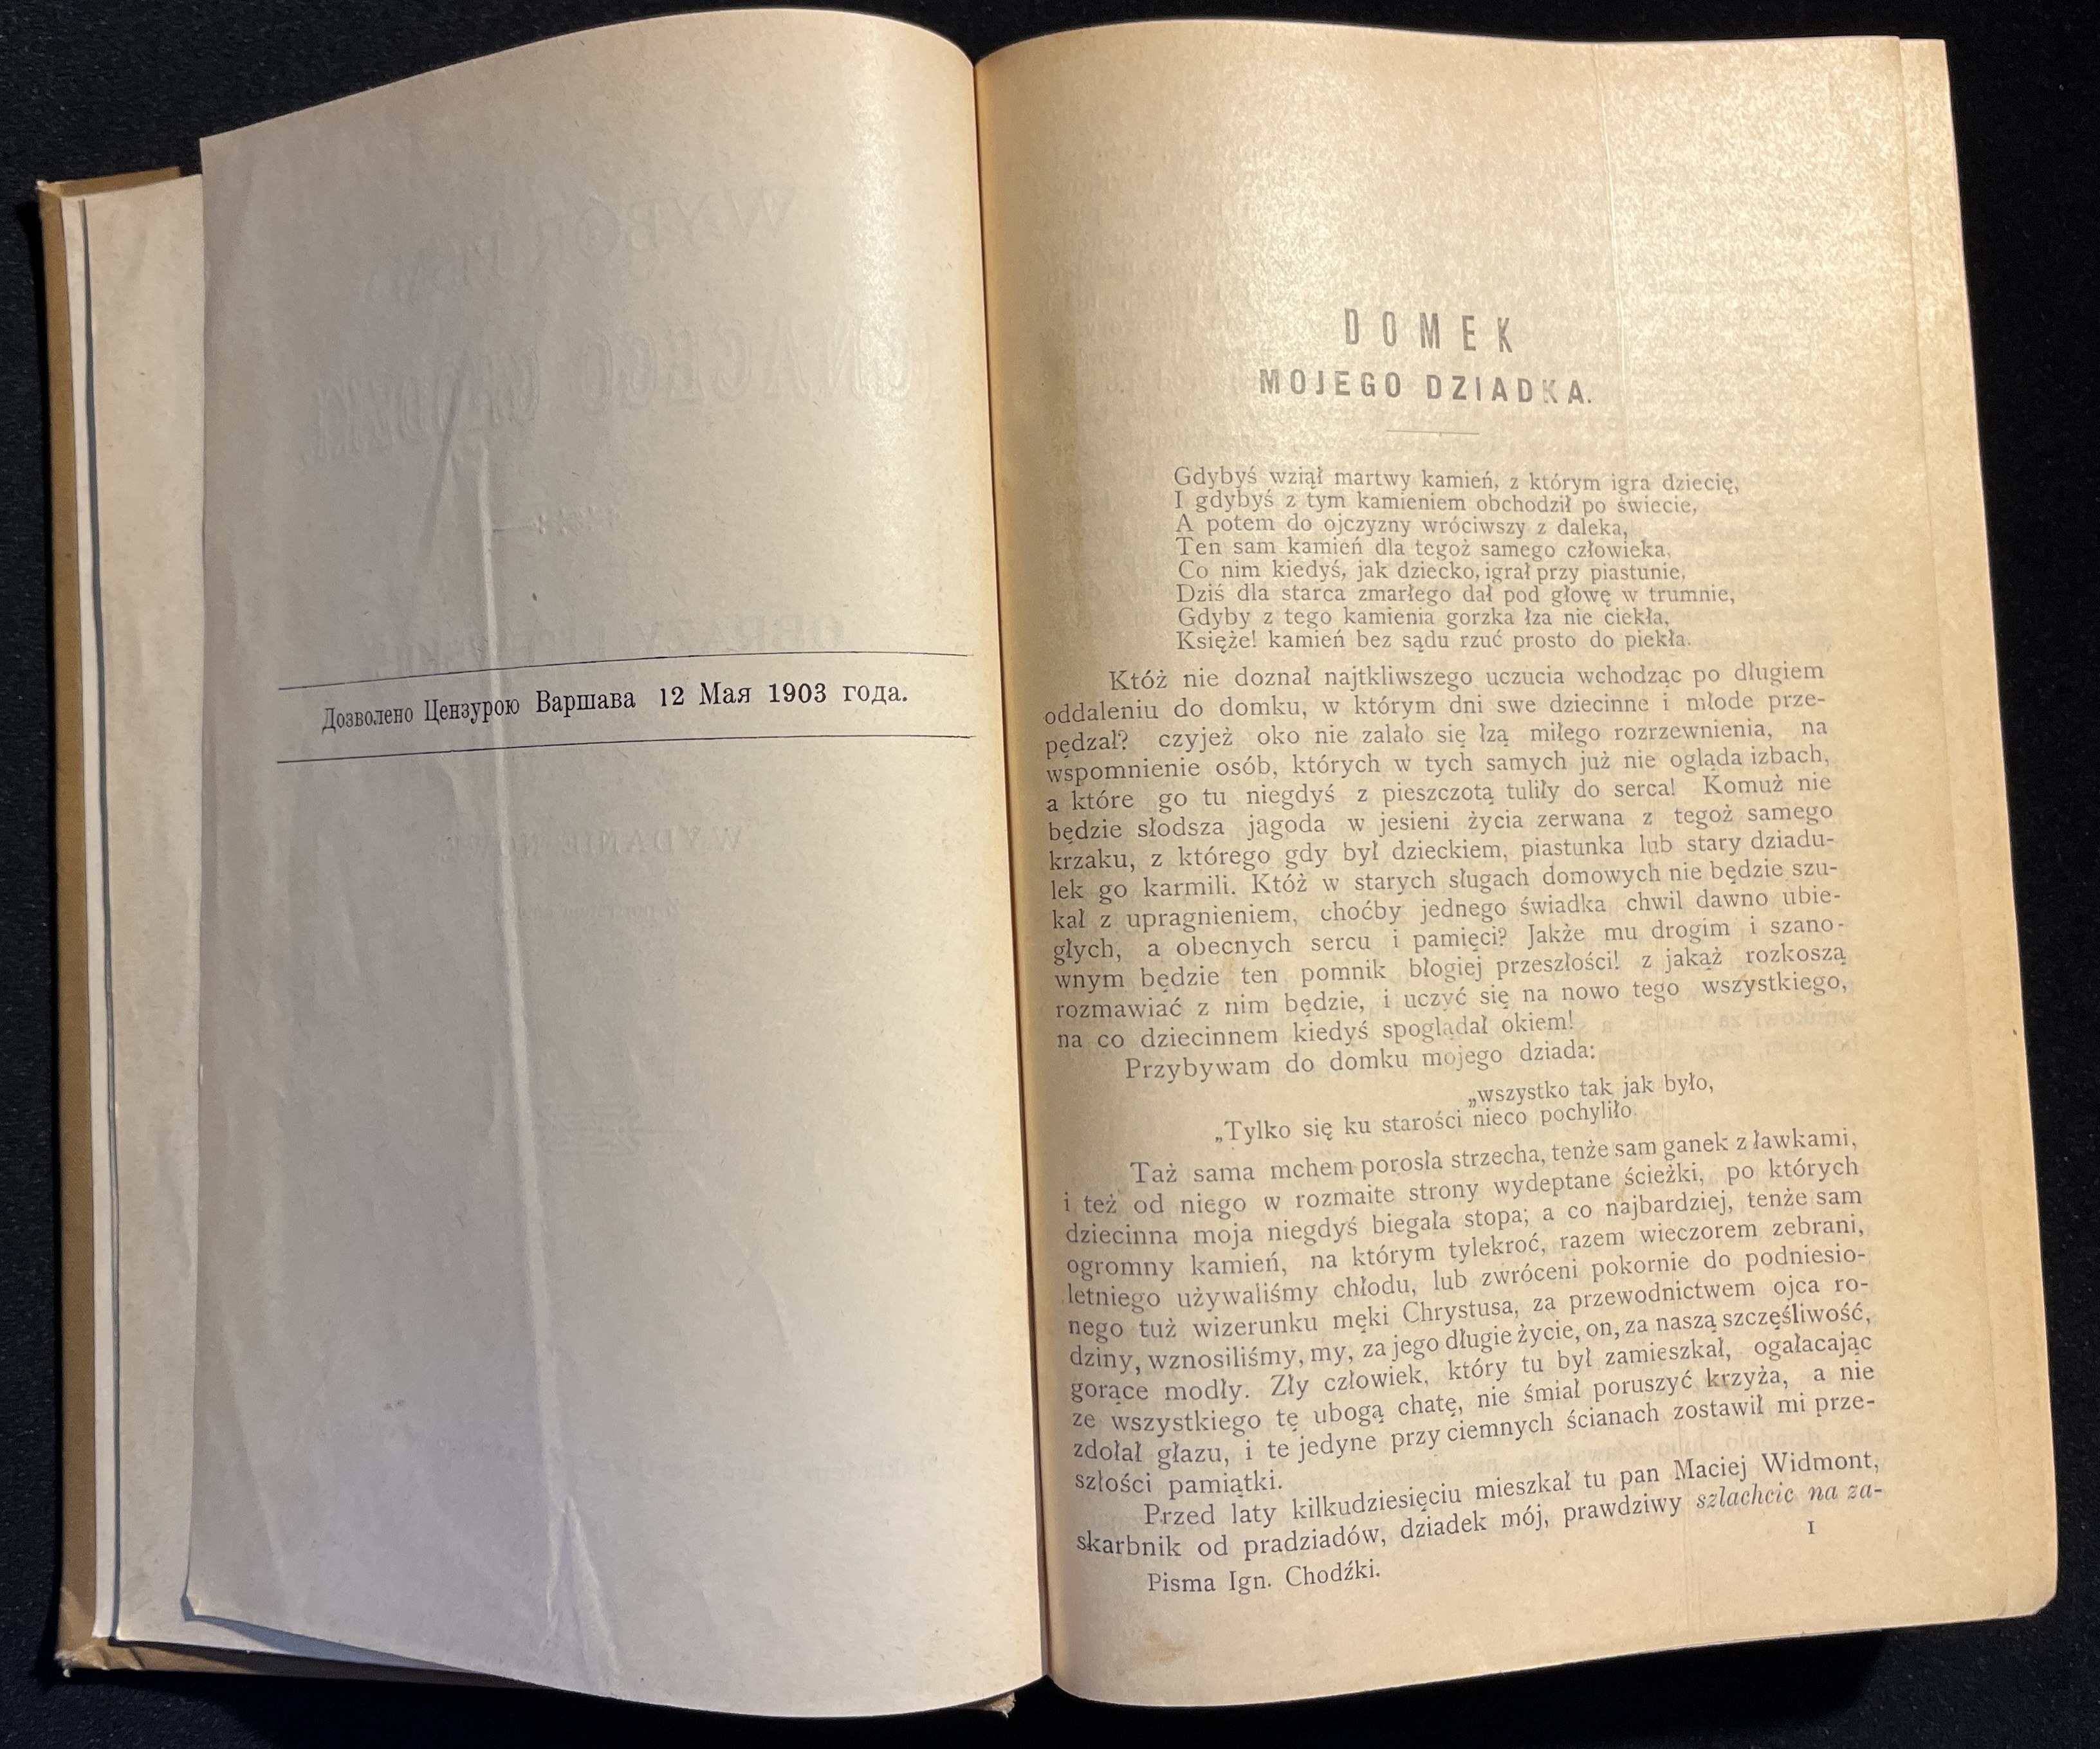 Дозволено Цензурою Варшава 12 Мая 1903 года.
DOMEK
MOJEGO DZIADKA.
Gdybyś wziął martwy kamień, z którym igra dziecię,
I gdybyś z tym kamieniem obchodził po świecie,
A potem do ojczyzny wróciwszy z daleka,
Ten sam kamień dla tegoż samego człowieka,
Co nim kiedyś, jak dziecko, igrał przy piastunie,
Dziś dla starca zmarłego dał pod głowę w trumnie,
Gdyby z tego kamienia gorzka łza nie ciekła,
Księże! kamień bez sądu rzuć prosto do piekła.
Któż nie doznał najtkliwszego uczucia wchodząc po długiem
oddaleniu do domku, w którym dni swe dziecinne i młode prze-
pędzał? czyjeż oko nie zalało się łzą miłego rozrzewnienia, na
wspomnienie osób, których w tych samych już nie ogląda izbach,
a które go tu niegdyś z pieszczotą tuliły do serca! Komuż nie
będzie słodsza jagoda w jesieni życia zerwana z tegoż samego
krzaku, z którego gdy był dzieckiem, piastunka lub stary dziadu-
lek go karmili. Któż w starych sługach domowych nie będzie szu-
kał z upragnieniem, choćby jednego świadka chwil dawno ubie-
głych, a obecnych sercu i pamięci? Jakże mu drogim i szano-
wnym będzie ten pomnik błogiej przeszłości! z jakąż rozkoszą
rozmawiać z nim będzie, i uczyć się na nowo tego wszystkiego,
na co dziecinnem kiedyś spoglądał okiem!
Przybywam do domku mojego dziada:
„wszystko tak jak było,
„Tylko się ku starości nieco pochyliło.
Taż sama mchem porosła strzecha, tenże sam ganek z ławkami,
i też od niego w rozmaite strony wydeptane ścieżki, po których
dziecinna moja niegdyś biegała stopa; a co najbardziej, tenże sam
ogromny kamień, na którym tylekroć, razem wieczorem zebrani,
letniego używaliśmy chłodu, lub zwróceni pokornie do podniesio-
nego tuż wizerunku męki Chrystusa, za przewodnictwem ojca ro-
dziny, wznosiliśmy, my, za jego długie życie, on, za naszą szczęśliwość,
gorące modły. Zły człowiek, który tu był zamieszkał, ogałacając
ze wszystkiego tę ubogą chatę, nie śmiał poruszyć krzyża, a nie
zdołał głazu, i te jedyne przy ciemnych ścianach zostawił mi prze-
szłości pamiątki.
Przed laty kilkudziesięciu mieszkał tu pan Maciej Widmont,
skarbnik od pradziadów, dziadek mój, prawdziwy szlachcic na za-
Pisma Ign. Chodźki.
1